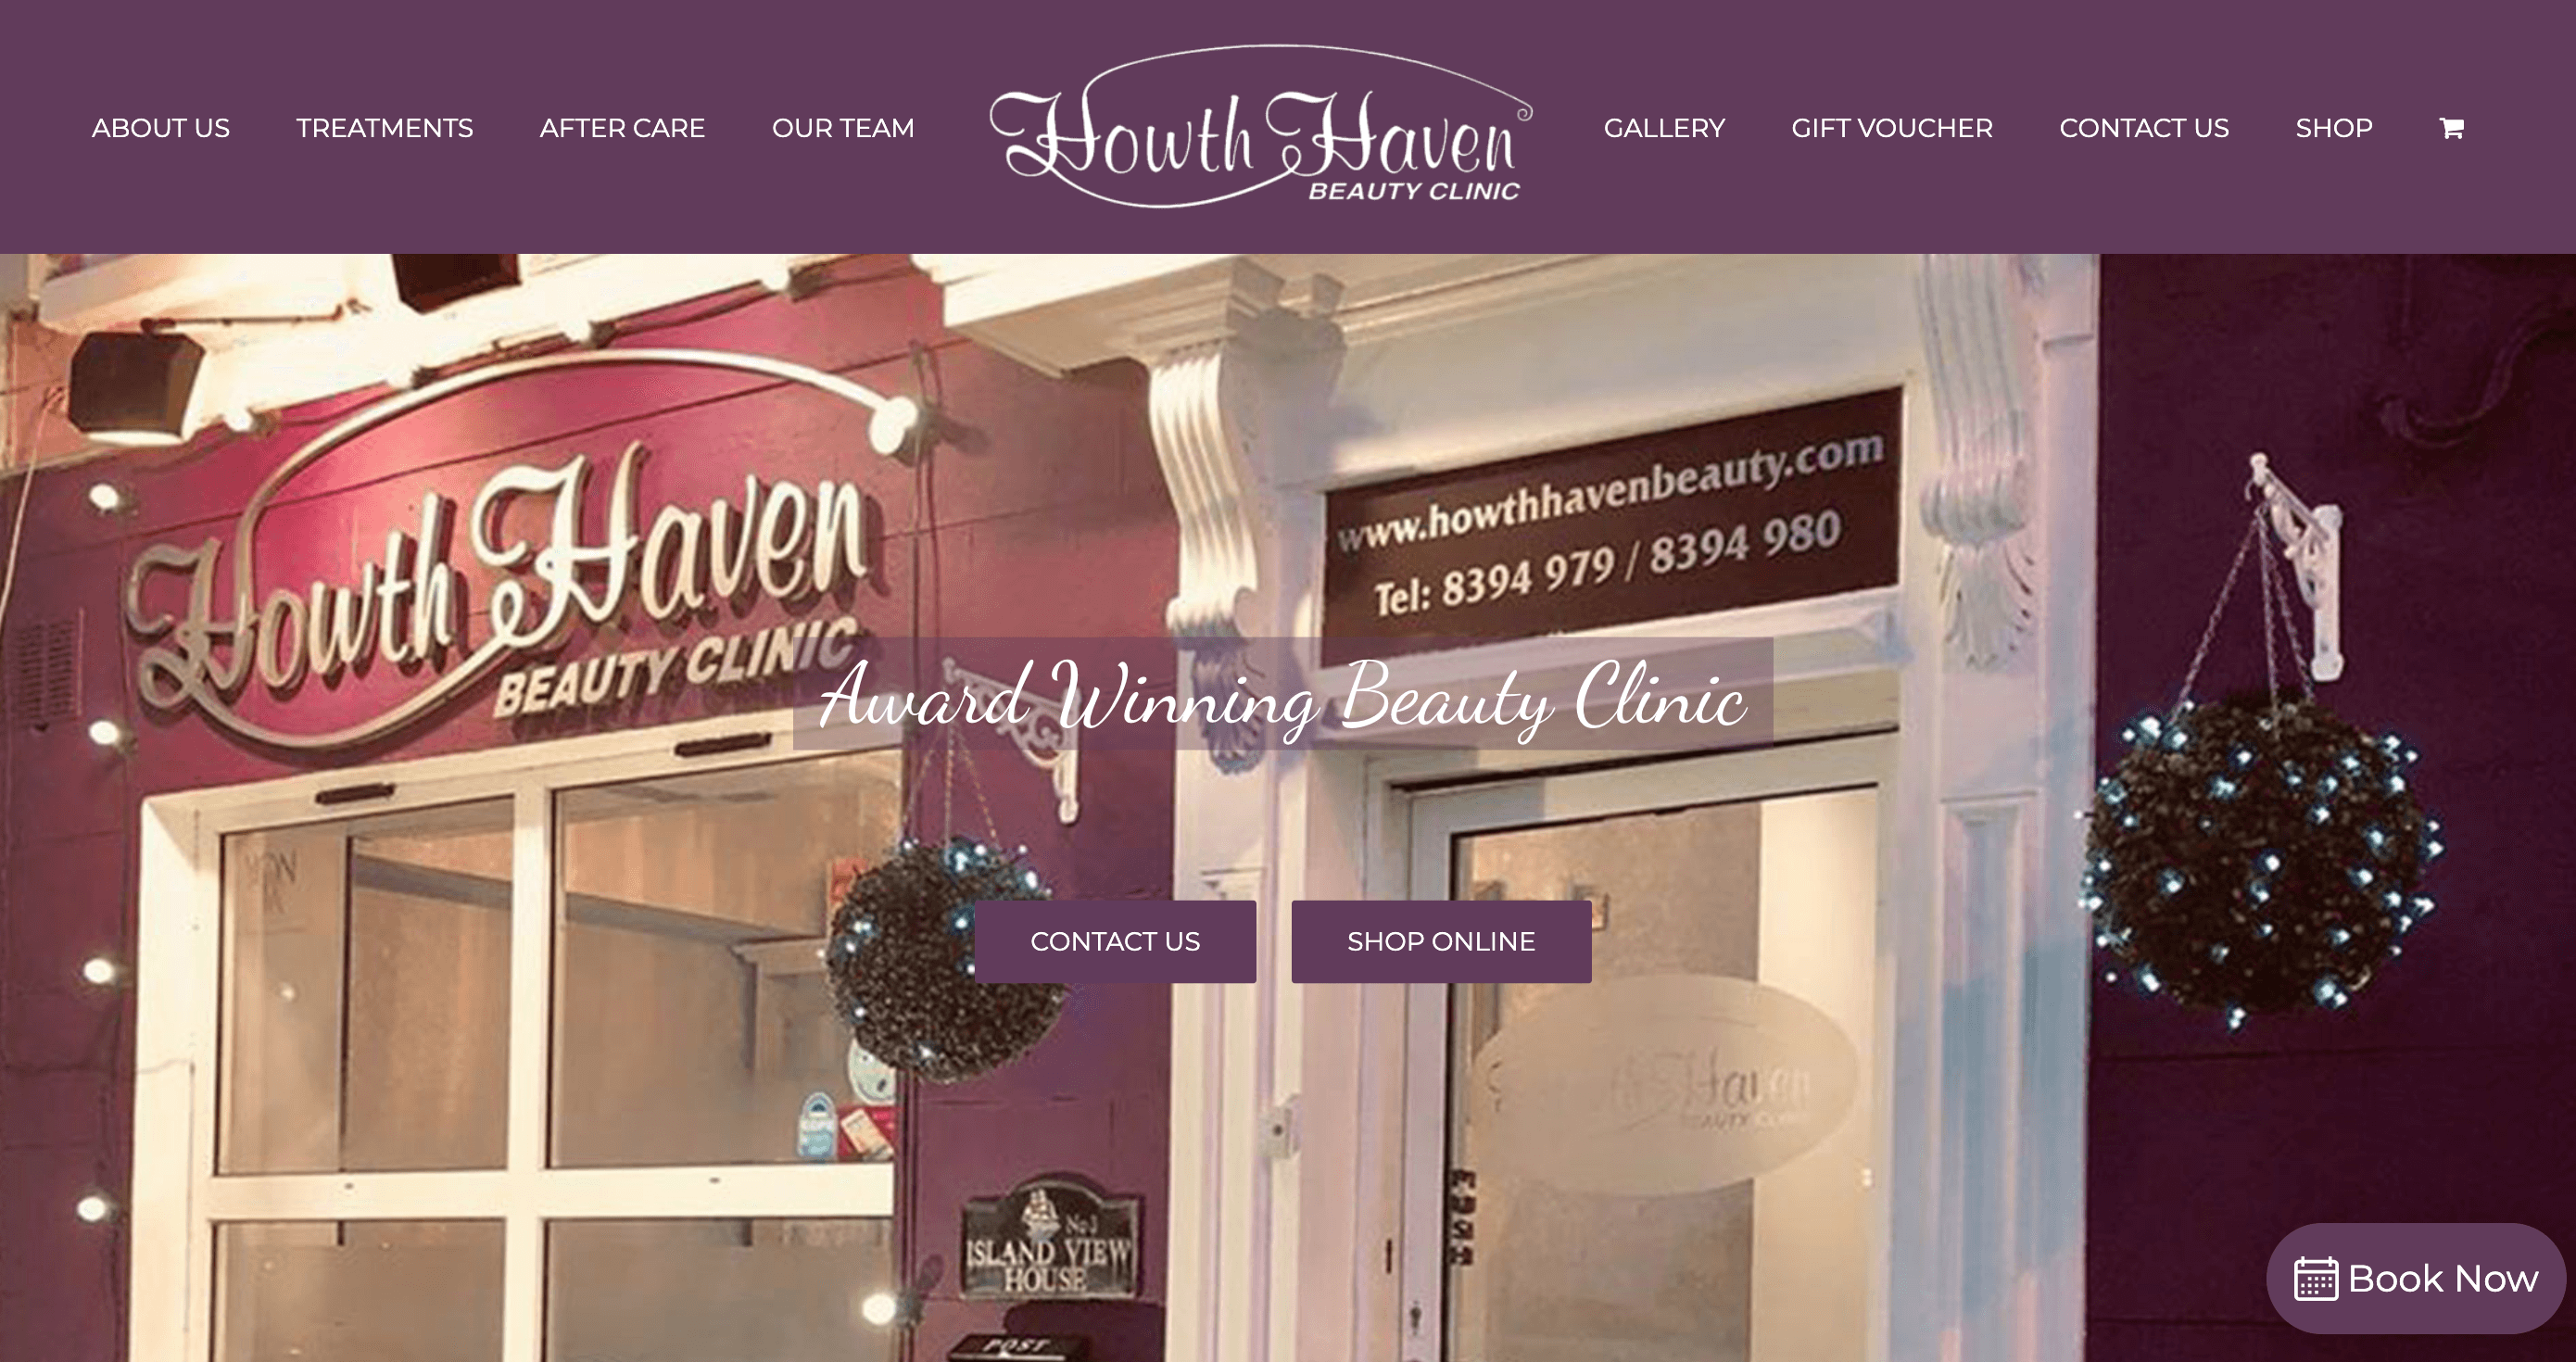 ABOUT US
TREATMENTS
AFTER CARE
OUR TEAM
Howth Haven
BEAUTY CLINIC
GALLERY
GIFT VOUCHER
CONTACT US
SHOP
Howth Haven
BEAUTY CLINIC
www.howthhavenbeauty.com
Tel: 8394 979 / 8394 980
Award Winning Beauty Clinic
CONTACT US
SHOP ONLINE
Haven
BEAUTY
ISLAND VIEW
HOUSE
POST
Book Now